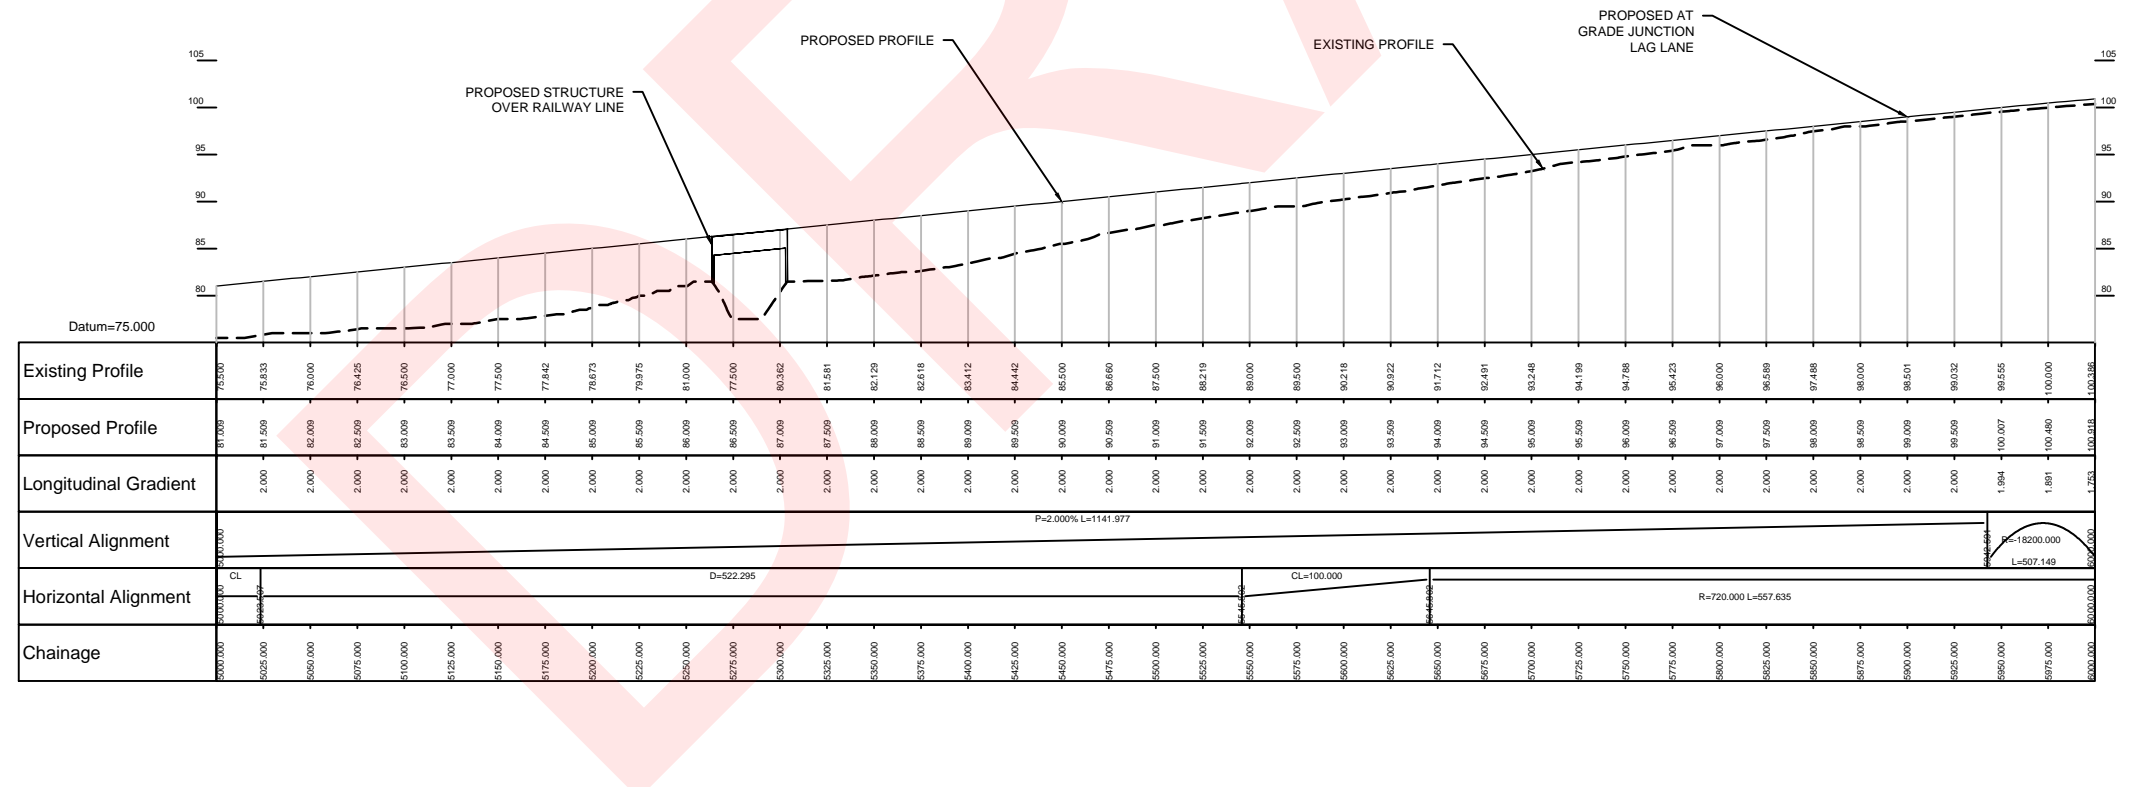 PROPOSED AT
GRADE JUNCTION
LAG LANE
PROPOSED PROFILE
EXISTING PROFILE
PROPOSED STRUCTURE
OVER RAILWAY LINE
105
100
95
90
85
80
105
100
95
90
85
80
Datum=75.000
Existing Profile
75.500 75.833 76.000 76.425 76.500 77.000 77.500 77.842 78.673 79.975 81.000 77.500 80.362 81.581 82.129 82.618 83.412 84.442 85.500 86.660 87.500 88.219 89.000 89.500 90.218 90.922 91.712 92.491 93.248 94.199 94.788 95.423 96.000 96.589 97.488 98.000 98.501 99.032 99.555 100.000 100.386
Proposed Profile
81.009 81.509 82.009 82.509 83.009 83.509 84.009 84.509 85.009 85.509 86.009 86.509 87.009 87.509 88.009 88.509 89.009 89.509 90.009 90.509 91.009 91.509 92.009 92.509 93.009 93.509 94.009 94.509 95.009 95.509 96.009 96.509 97.009 97.509 98.009 98.509 99.009 99.509 100.007 100.480 100.918
Longitudinal Gradient
2.000 2.000 2.000 2.000 2.000 2.000 2.000 2.000 2.000 2.000 2.000 2.000 2.000 2.000 2.000 2.000 2.000 2.000 2.000 2.000 2.000 2.000 2.000 2.000 2.000 2.000 2.000 2.000 2.000 2.000 2.000 2.000 2.000 2.000 2.000 2.000 2.000 1.994 1.891 1.753
Vertical Alignment
5000.000 P=2.000% L=1141.977 R=-18200.000 6000.000
L=507.149
Horizontal Alignment
CL D=522.295 CL=100.000
5000.000 R=720.000 L=557.635 6000.000
Chainage
5000.000 5025.000 5050.000 5075.000 5100.000 5125.000 5150.000 5175.000 5200.000 5225.000 5250.000 5275.000 5300.000 5325.000 5350.000 5375.000 5400.000 5425.000 5450.000 5475.000 5500.000 5525.000 5550.000 5575.000 5600.000 5625.000 5650.000 5675.000 5700.000 5725.000 5750.000 5775.000 5800.000 5825.000 5850.000 5875.000 5900.000 5925.000 5950.000 5975.000 6000.000